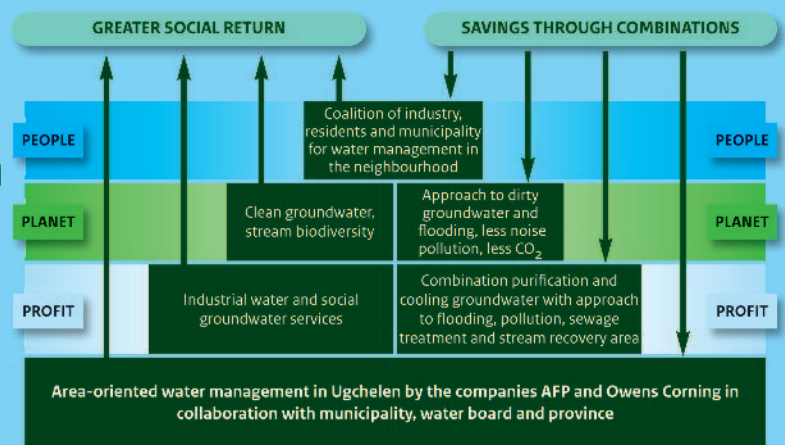 GREATER SOCIAL RETURN
SAVINGS THROUGH COMBINATIONS
PEOPLE
Coalition of industry,
residents and municipality
for water management in
the neighbourhood
PEOPLE
PLANET
Clean groundwater,
stream biodiversity
Approach to dirty
groundwater and
flooding, less noise
pollution, less CO₂
PLANET
PROFIT
Industrial water and social
groundwater services
Combination purification and
cooling groundwater with approach
to flooding, pollution, sewage
treatment and stream recovery area
PROFIT
Area-oriented water management in Ugchelen by the companies AFP and Owens Corning in
collaboration with municipality, water board and province